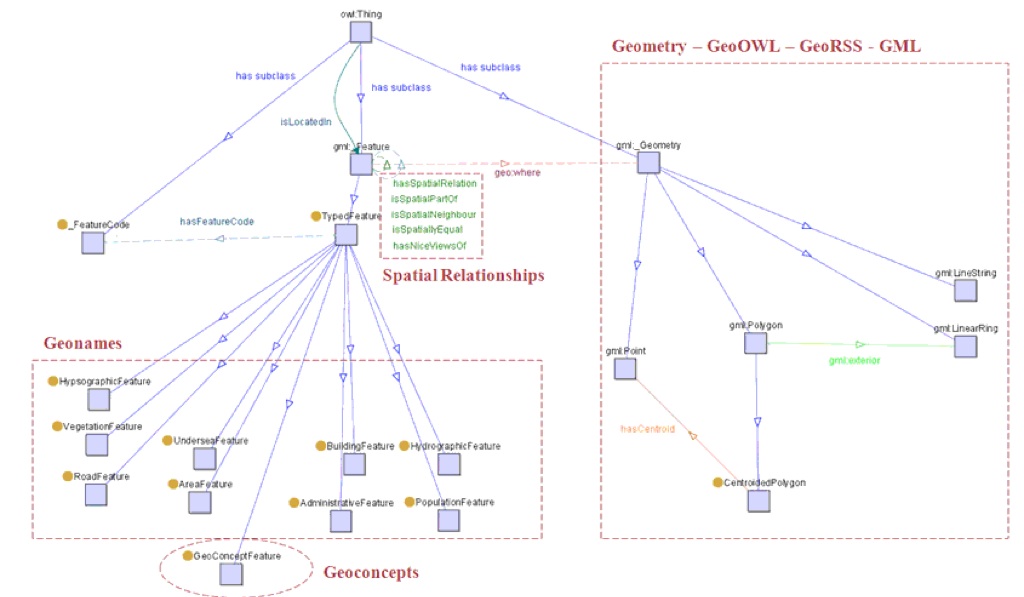 owl:Thing
Geometry – GeoOWL – GeoRSS - GML
has subclass
has subclass
has subclass
isLocatedIn
gml:_Feature
gml:_Geometry
geo:where
hasSpatialRelation
isSpatialPartOf
isSpatialNeighbour
isSpatiallyEqual
hasNiceViewsOf
_FeatureCode
hasFeatureCode
TypedFeature
Spatial Relationships
gml:LineString
gml:Polygon
gml:LinearRing
gml:exterior
gml:Point
Geonames
HypsographicFeature
VegetationFeature
UnderseaFeature
BuildingFeature
HydrographicFeature
hasCentroid
RoadFeature
AreaFeature
AdministrativeFeature
PopulationFeature
CentroidedPolygon
GeoConceptFeature
Geoconcepts